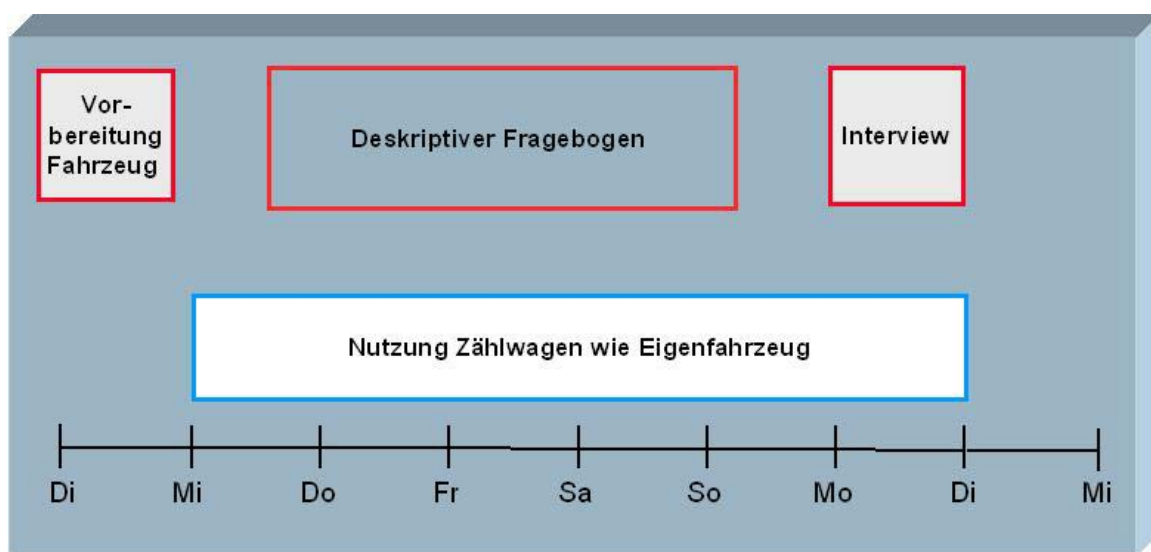 Vor-
bereitung
Fahrzeug
Deskriptiver Fragebogen
Interview
Nutzung Zählwagen wie Eigenfahrzeug
Di Mi Do Fr Sa So Mo Di Mi